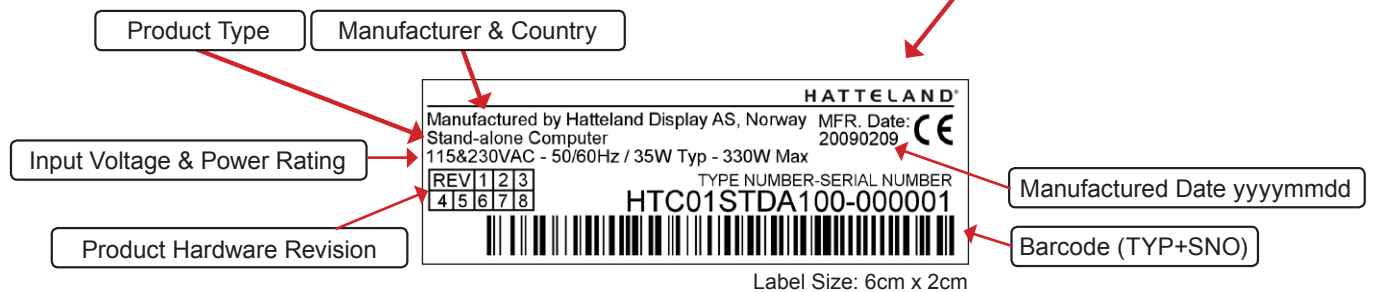 Product Type
Manufacturer & Country
HATTELAND®
Manufactured by Hatteland Display AS, Norway
MFR. Date:
20090209
CE
Stand-alone Computer
115&230VAC - 50/60Hz / 35W Typ - 330W Max
Input Voltage & Power Rating
REV 1 2 3
4 5 6 7 8
TYPE NUMBER-SERIAL NUMBER
HTC01STDA100-000001
Manufactured Date yyyymmdd
Product Hardware Revision
Barcode (TYP+SNO)
Label Size: 6cm x 2cm